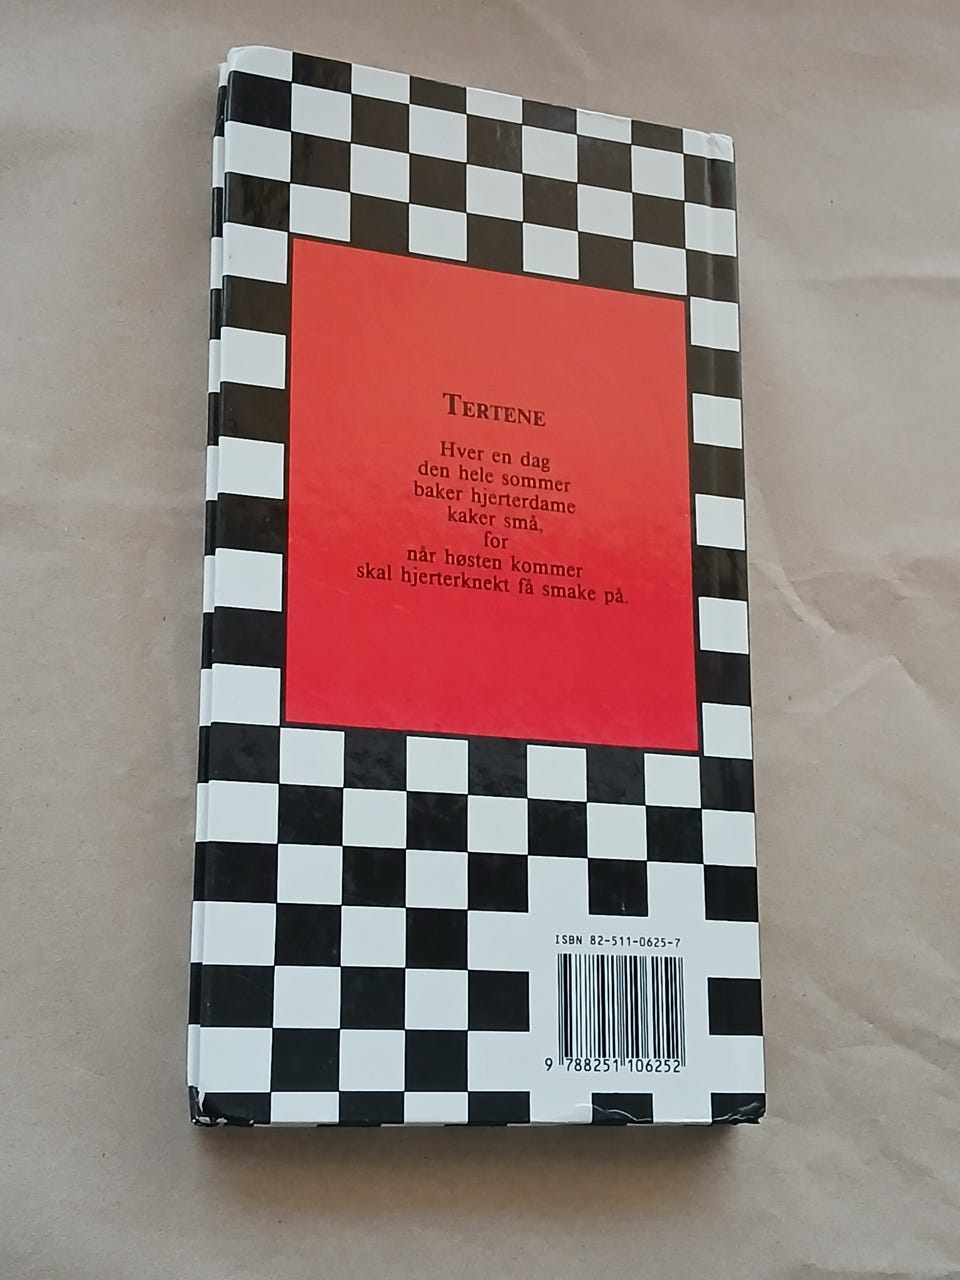 TERTENE
Hver en dag
den hele sommer
baker hjerterdame
kaker små,
for
når høsten kommer
skal hjerterknekt få smake på.
ISBN 82-511-0625-7
9 788251 106252